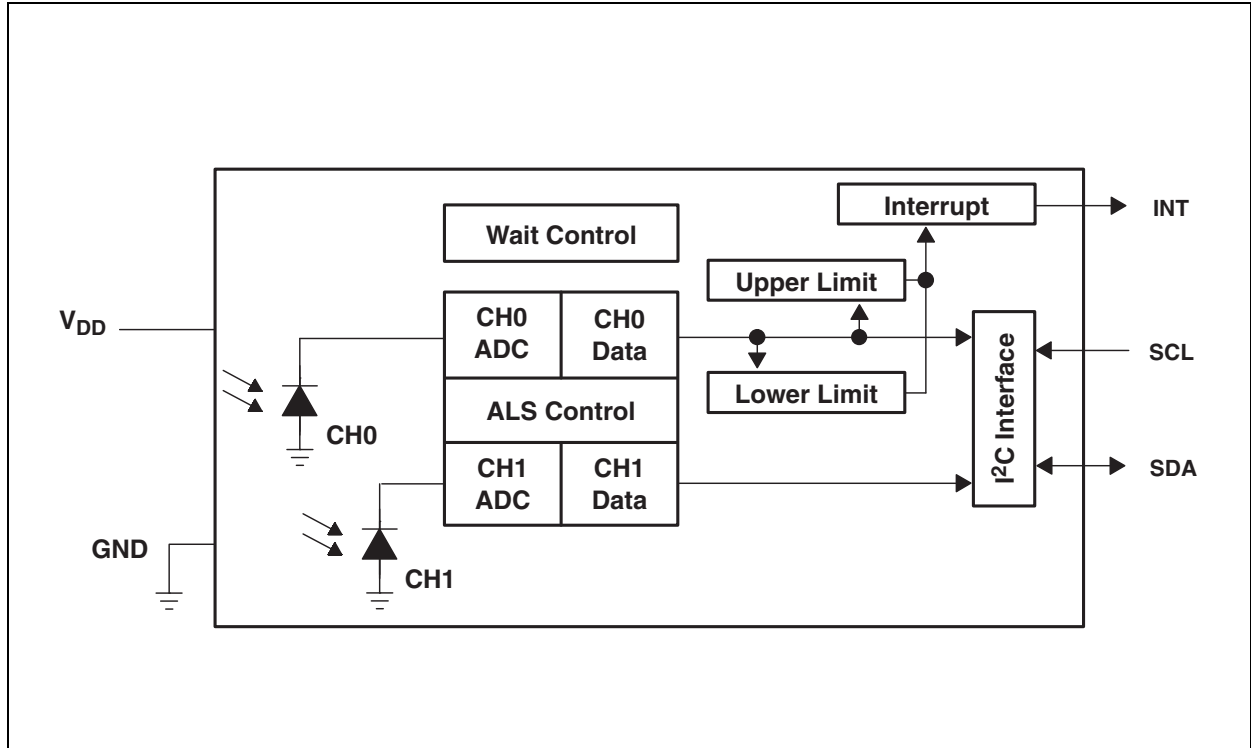 Interrupt
INT
Wait Control
Upper Limit
V_DD
CH0
ADC
CH0
Data
I²C Interface
SCL
Lower Limit
ALS Control
CH0
CH1
ADC
CH1
Data
SDA
GND
CH1